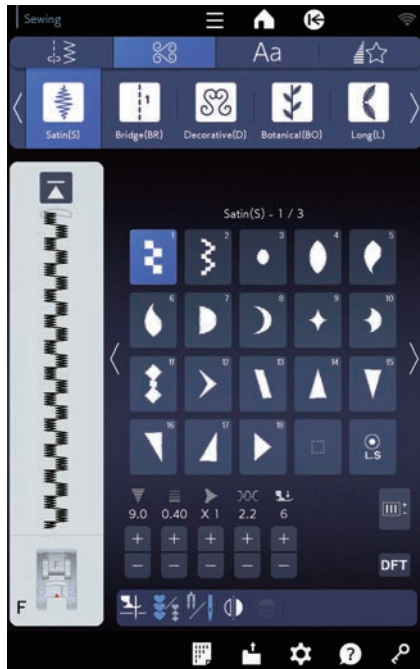 Sewing
Aa
1
Satin(S)
Bridge(BR)
Decorative(D)
Botanical(BO)
Long(L)
Satin(S) - 1 / 3
1 2 3 4 5
6 7 8 9 10
11 12 13 14 15
16 17 18
L.S
9.0 0.40 X 1 2.2 6
+ + + + +
− − − − −
DFT
F
F
?